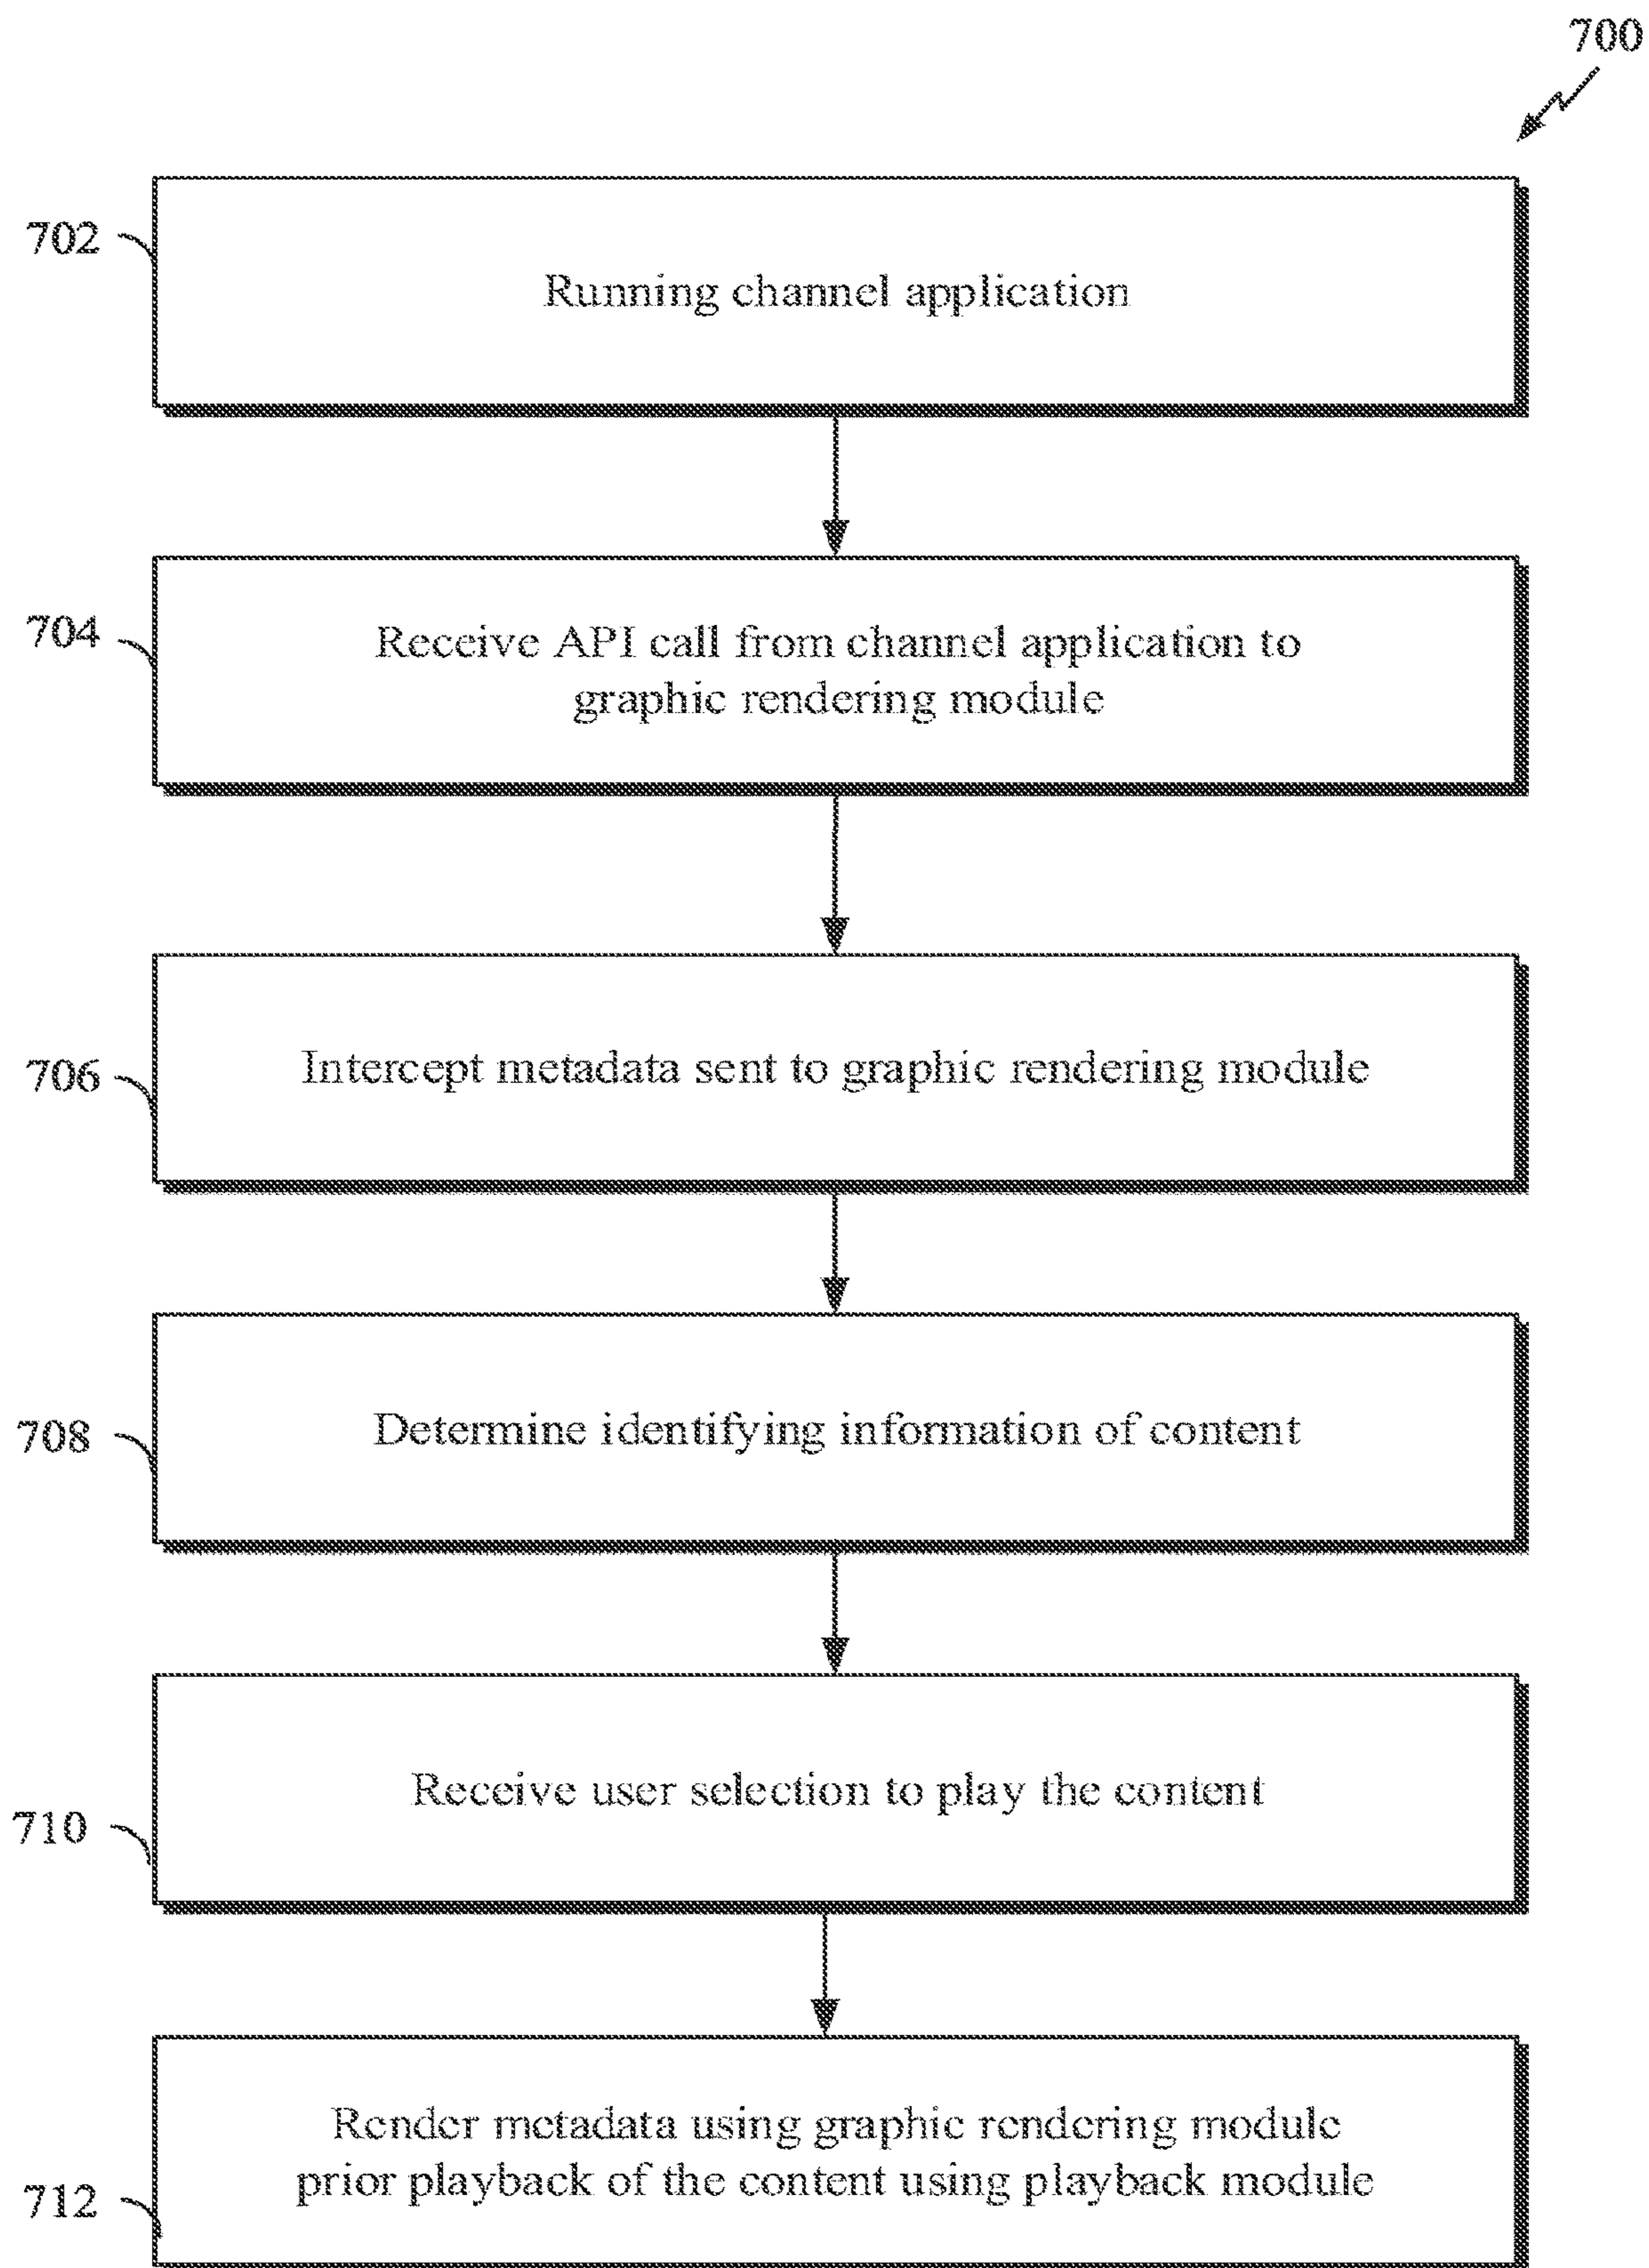 700
702
Running channel application
704
Receive API call from channel application to
graphic rendering module
706
Intercept metadata sent to graphic rendering module
708
Determine identifying information of content
710
Receive user selection to play the content
712
Render metadata using graphic rendering module
prior playback of the content using playback module